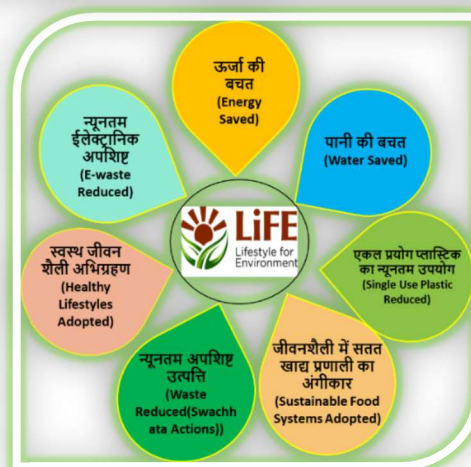 ऊर्जा की
बचत
(Energy
Saved)
पानी की बचत
(Water Saved)
एकल प्रयोग प्लास्टिक
का न्यूनतम उपयोग
(Single Use Plastic
Reduced)
जीवनशैली में सतत
खाद्य प्रणाली का
अंगीकार
(Sustainable Food
Systems Adopted)
न्यूनतम अपशिष्ट
उत्पत्ति
(Waste
Reduced(Swachh
ata Actions))
स्वस्थ जीवन
शैली अभिग्रहण
(Healthy
Lifestyles
Adopted)
न्यूनतम
ईलेक्ट्रानिक
अपशिष्ट
(E-waste
Reduced)
LiFE
Lifestyle for
Environment